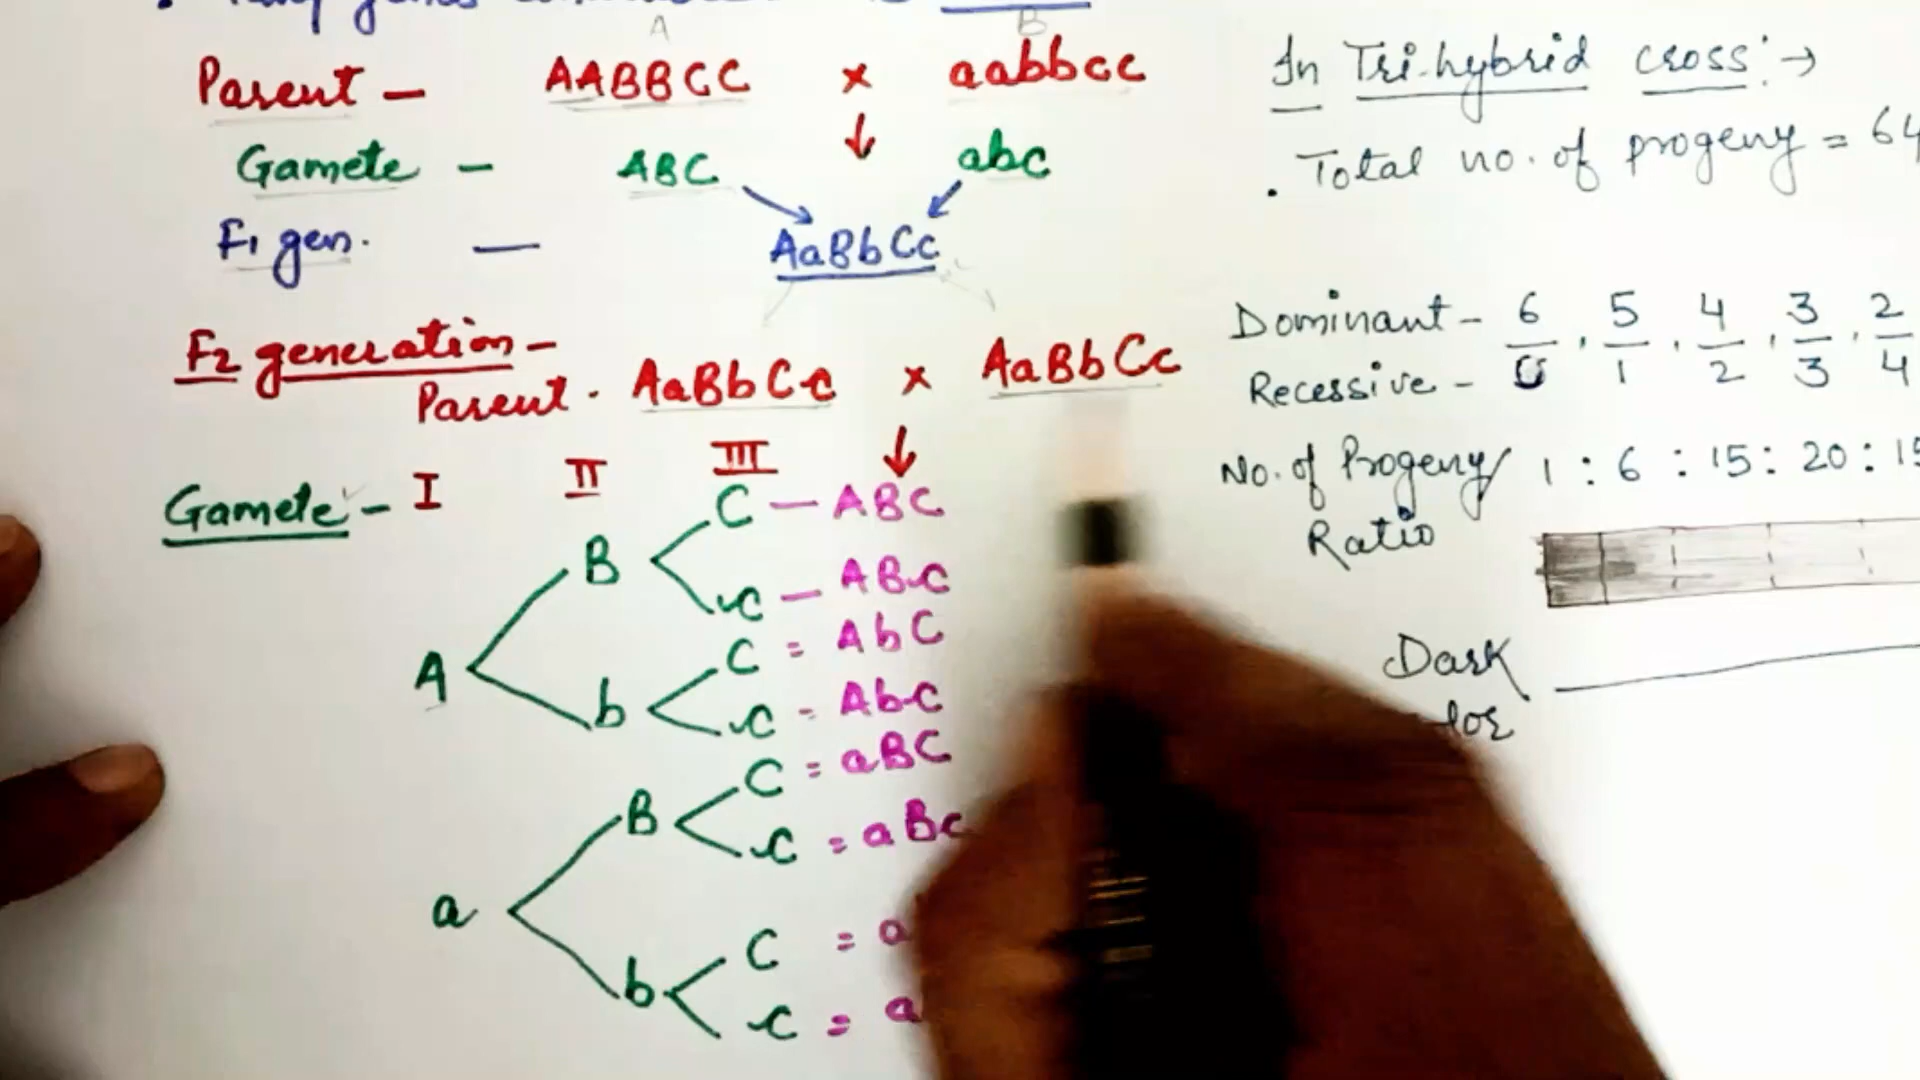 A B
Parent - AABBCC × aabbcc
Gamete - ABC abc
F1 gen. - AaBbCc
F2 generation -
Parent. AaBbCc × AaBbCc
Gamete - I II III
A
B
C - ABC
c - ABc
b
C = AbC
c - Abc
a
B
C = aBC
c = aBc
b
C = a
c = a
In Tri-hybrid cross:→
. Total no. of progeny = 64
Dominant - 6 , 5 , 4 , 3 , 2
Recessive - 0 1 2 3 4
No. of Progeny 1 : 6 : 15 : 20 : 15
Ratio
Dark